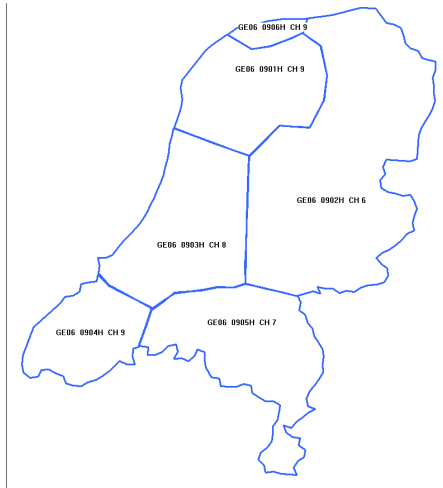 GE06 0906H CH 9
GE06 0901H CH 9
GE06 0902H CH 6
GE06 0903H CH 8
GE06 0905H CH 7
GE06 0904H CH 9